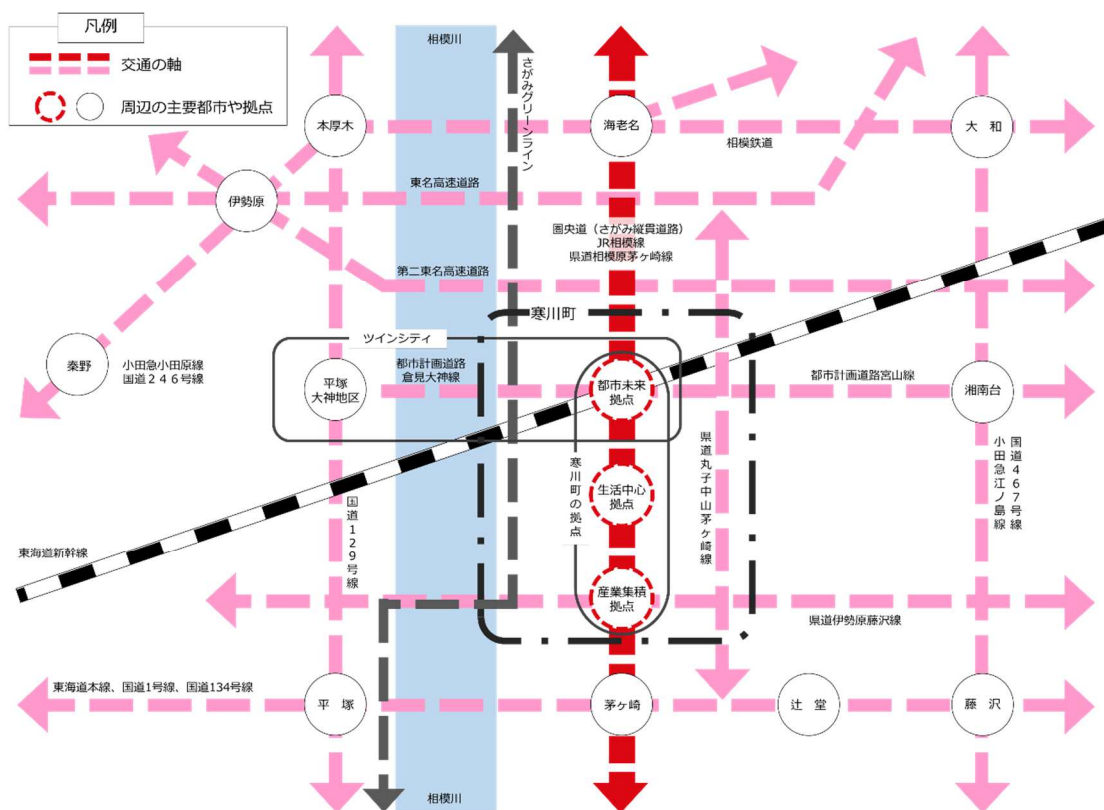 凡例
交通の軸
周辺の主要都市や拠点
相模川
さがみグリーンライン
本厚木
海老名
大和
相模鉄道
東名高速道路
伊勢原
圏央道（さがみ縦貫道路）
JR相模線
県道相模原茅ヶ崎線
第二東名高速道路
寒川町
ツインシティ
秦野
小田急小田原線
国道２４６号線
平塚
大神地区
都市計画道路
倉見大神線
都市未来
拠点
都市計画道路宮山線
湘南台
寒川町の拠点
生活中心
拠点
県道丸子中山茅ヶ崎線
国道４６７号線
小田急江ノ島線
国道１２９号線
東海道新幹線
産業集積
拠点
県道伊勢原藤沢線
東海道本線、国道1号線、国道134号線
平塚
茅ヶ崎
辻堂
藤沢
相模川